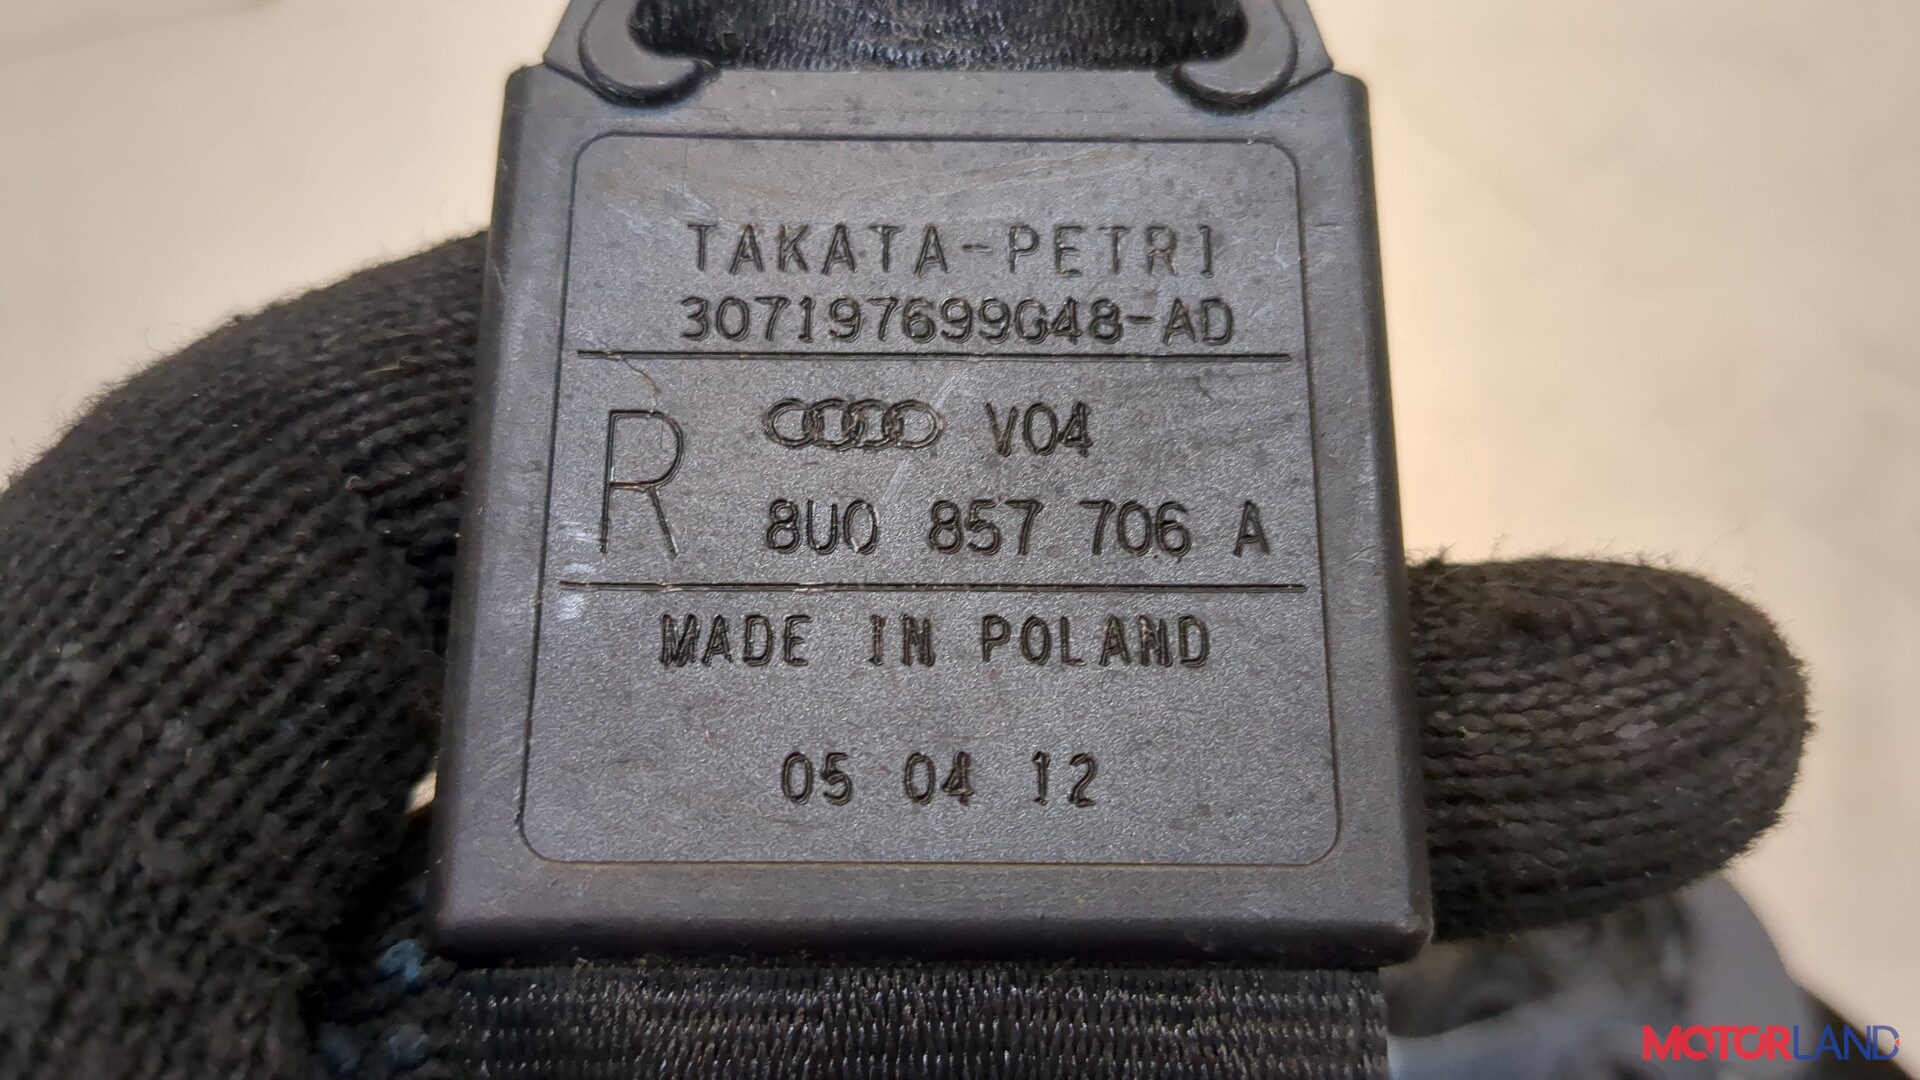 TAKATA-PETRI
307197699G48-AD
R
V04
8U0 857 706 A
MADE IN POLAND
05 04 12
MOTORLAND